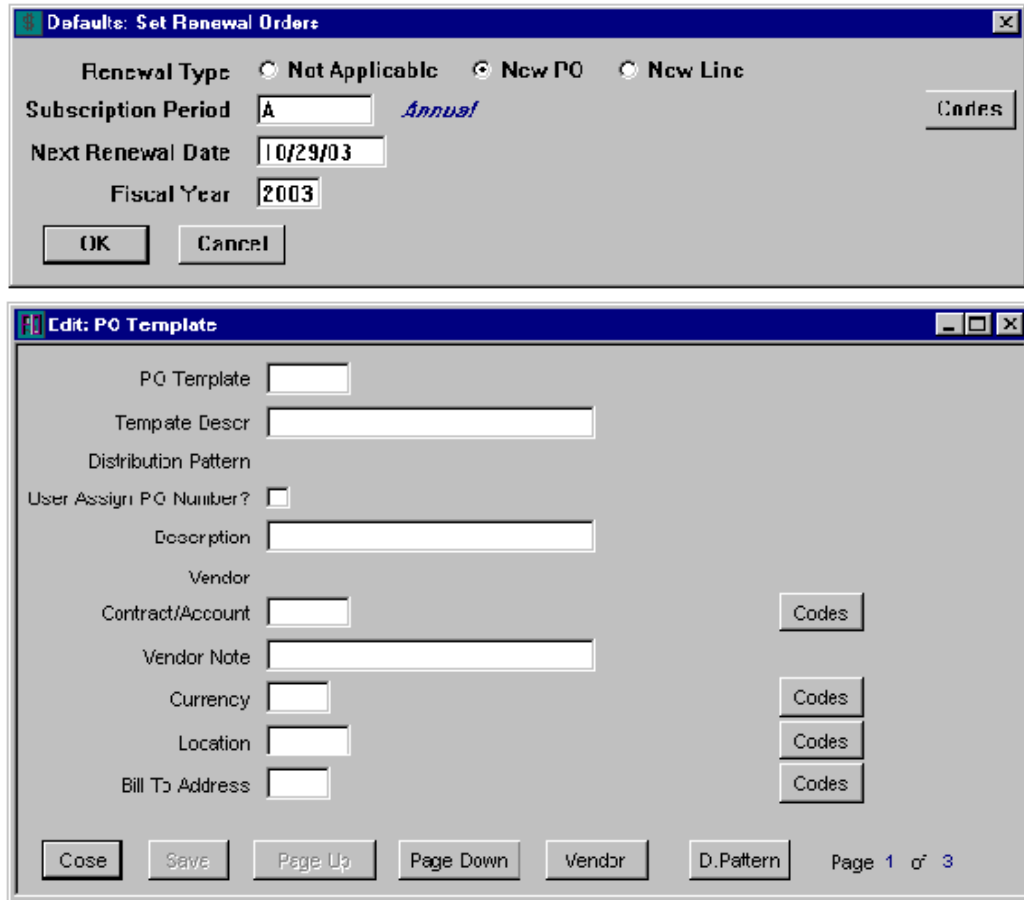 Defaults: Set Renewal Orders
Renewal Type Not Applicable New PO New Line
Subscription Period A Annual Codes
Next Renewal Date 10/29/03
Fiscal Year 2003
OK Cancel
Edit: PO Template
PO Template
Tempate Descr
Distribution Pattern
User Assign PO Number?
Description
Vendor
Contract/Account Codes
Vendor Note
Currency Codes
Location Codes
Bill To Address Codes
Cose Save Page Up Page Down Vendor D.Pattern Page 1 of 3